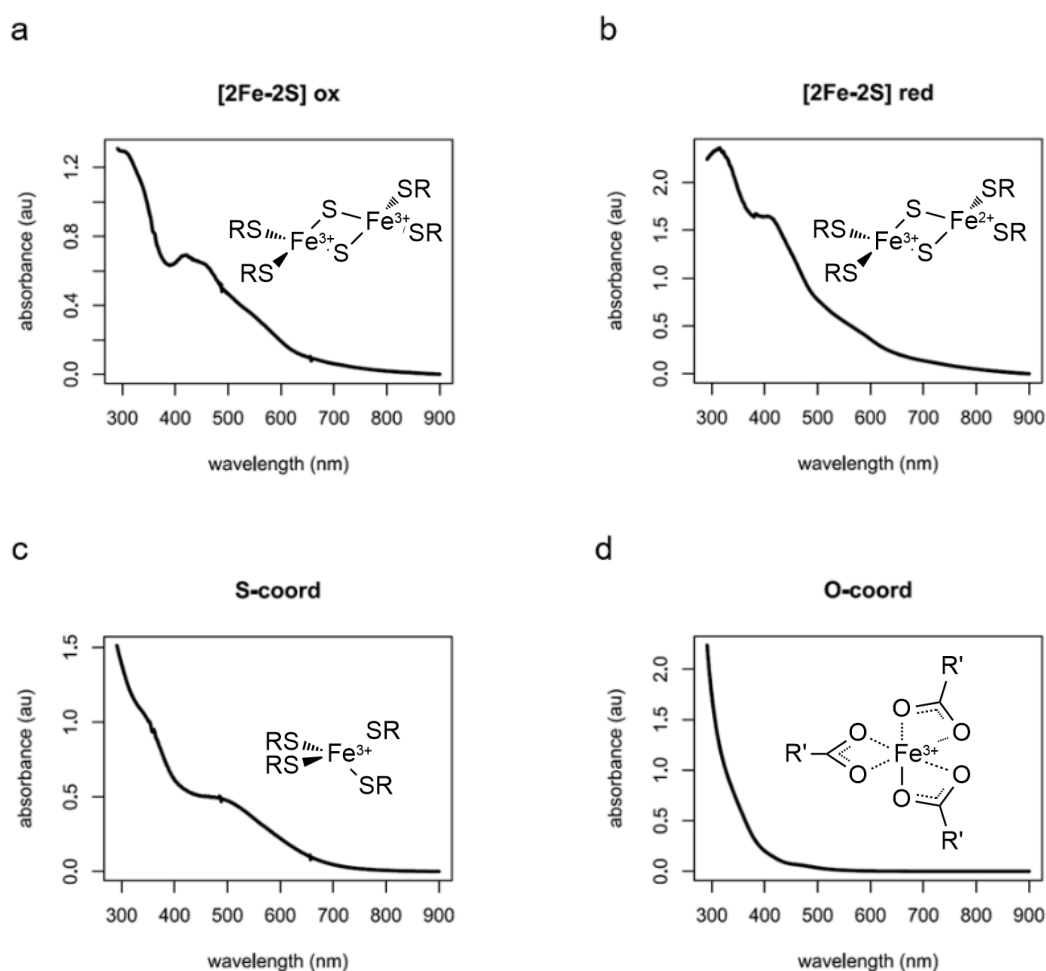 a
[2Fe-2S] ox
absorbance (au)
0.0 0.4 0.8 1.2
300 400 500 600 700 800 900
wavelength (nm)
RS
RS
Fe3+
S
S
Fe3+
SR
SR
b
[2Fe-2S] red
absorbance (au)
0.0 0.5 1.0 1.5 2.0
300 400 500 600 700 800 900
wavelength (nm)
RS
RS
Fe3+
S
S
Fe2+
SR
SR
c
S-coord
absorbance (au)
0.0 0.5 1.0 1.5
300 400 500 600 700 800 900
wavelength (nm)
RS
RS
Fe3+
SR
SR
d
O-coord
absorbance (au)
0.0 0.5 1.0 1.5 2.0
300 400 500 600 700 800 900
wavelength (nm)
R'
O
O
R'
O
O
Fe3+
O
O
R'